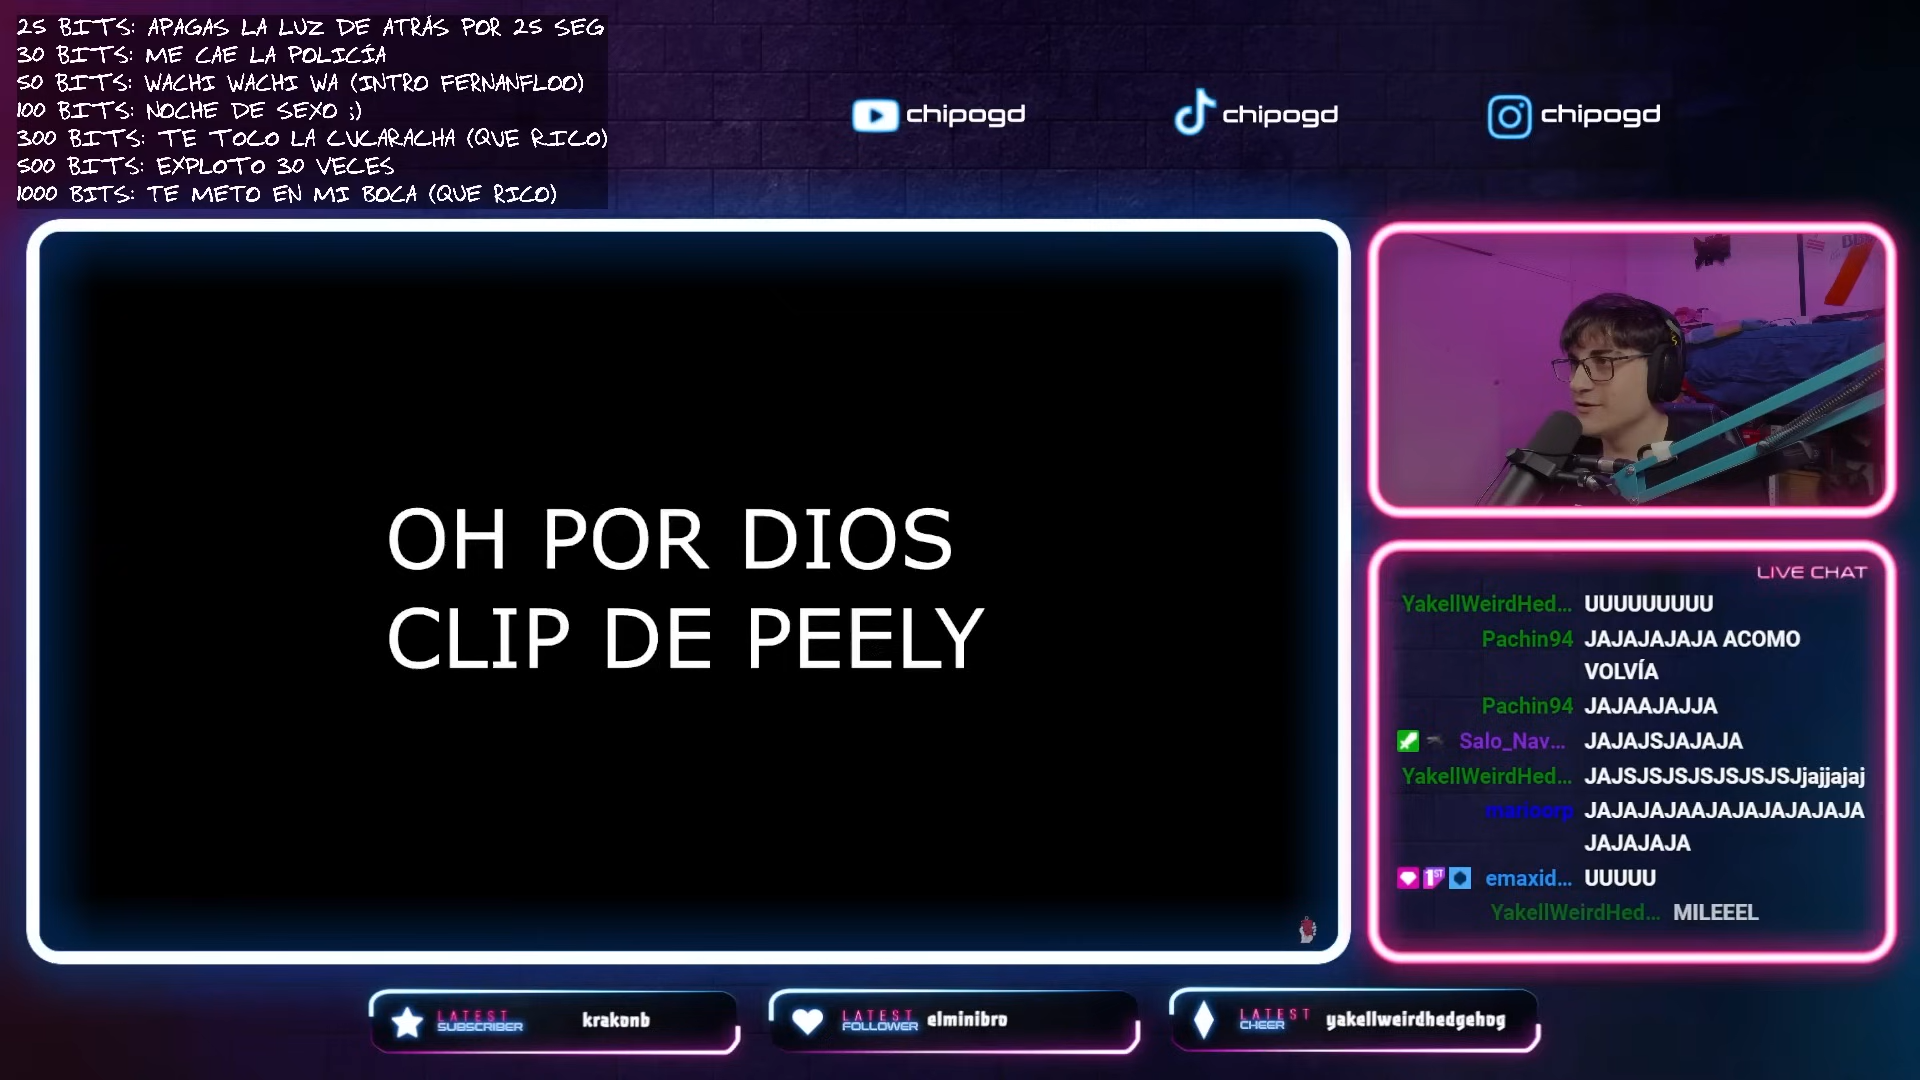 25 BITS: APAGAS LA LUZ DE ATRÁS POR 25 SEG
30 BITS: ME CAE LA POLICÍA
50 BITS: WACHI WACHI WA (INTRO FERNANFLOO)
100 BITS: NOCHE DE SEXO ;)
300 BITS: TE TOCO LA CUCARACHA (QUE RICO)
500 BITS: EXPLOTO 30 VECES
1000 BITS: TE METO EN MI BOCA (QUE RICO)
chipogd
chipogd
chipogd
OH POR DIOS
CLIP DE PEELY
LIVE CHAT
YakellWeirdHed... UUUUUUUUU
Pachin94 JAJAJAJAJA ACOMO
VOLVÍA
Pachin94 JAJAAJAJJA
Salo_Nav... JAJAJSJAJAJA
YakellWeirdHed... JAJSJSJSJSJSJSJSJjajjajaj
marioorp JAJAJAJAAJAJAJAJAJAJA
JAJAJAJA
1ST emaxid... UUUUU
YakellWeirdHed... MILEEEL
LATEST
SUBSCRIBER
krakonb
LATEST
FOLLOWER
elminibro
LATEST
CHEER
yakellweirdhedgehog